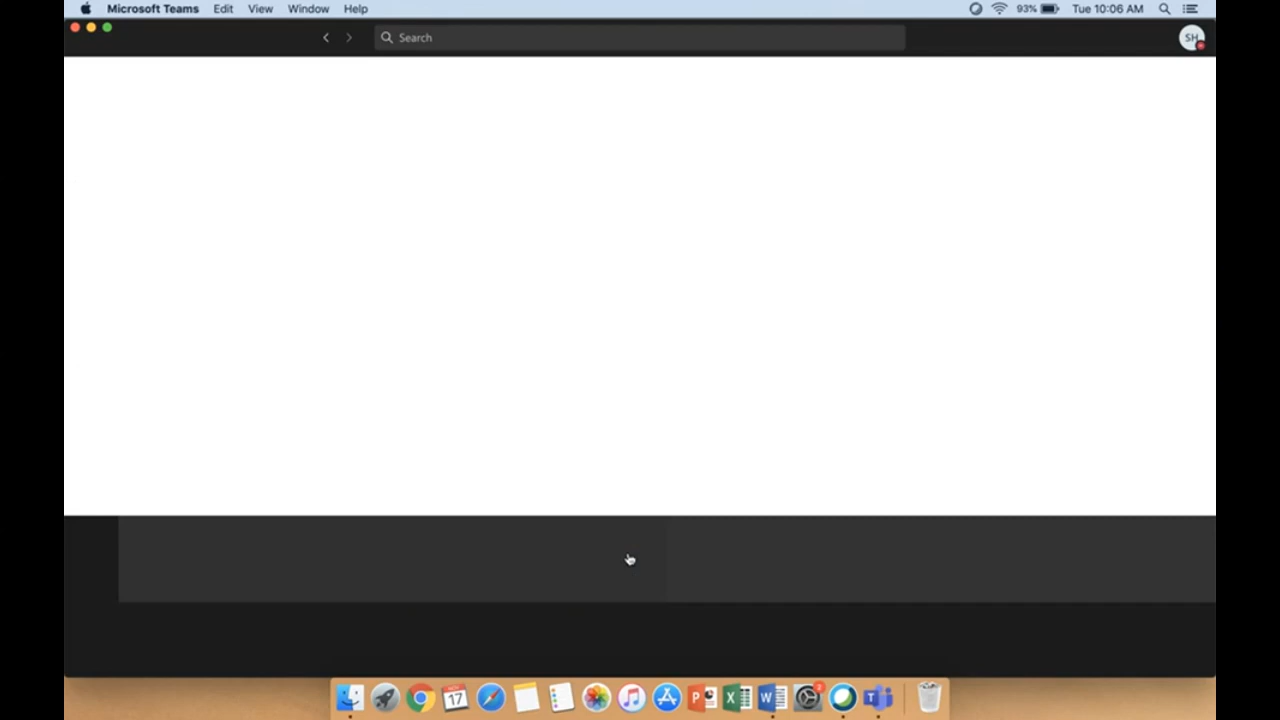 Microsoft Teams Edit View Window Help 93% Tue 10:06 AM
Search
SH
17
P X W T